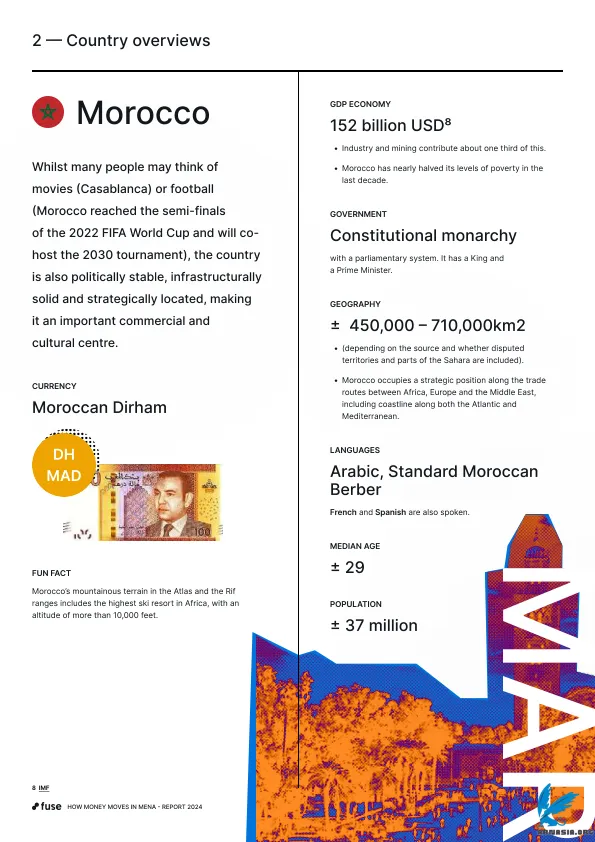 2 — Country overviews
Morocco
Whilst many people may think of
movies (Casablanca) or football
(Morocco reached the semi-finals
of the 2022 FIFA World Cup and will co-
host the 2030 tournament), the country
is also politically stable, infrastructurally
solid and strategically located, making
it an important commercial and
cultural centre.
CURRENCY
Moroccan Dirham
DH
MAD
100
FUN FACT
Morocco's mountainous terrain in the Atlas and the Rif
ranges includes the highest ski resort in Africa, with an
altitude of more than 10,000 feet.
GDP ECONOMY
152 billion USD⁸
• Industry and mining contribute about one third of this.
• Morocco has nearly halved its levels of poverty in the
last decade.
GOVERNMENT
Constitutional monarchy
with a parliamentary system. It has a King and
a Prime Minister.
GEOGRAPHY
± 450,000 – 710,000km2
• (depending on the source and whether disputed
territories and parts of the Sahara are included).
• Morocco occupies a strategic position along the trade
routes between Africa, Europe and the Middle East,
including coastline along both the Atlantic and
Mediterranean.
LANGUAGES
Arabic, Standard Moroccan
Berber
French and Spanish are also spoken.
MEDIAN AGE
± 29
POPULATION
± 37 million
MAR
8 IMF
fuse HOW MONEY MOVES IN MENA - REPORT 2024